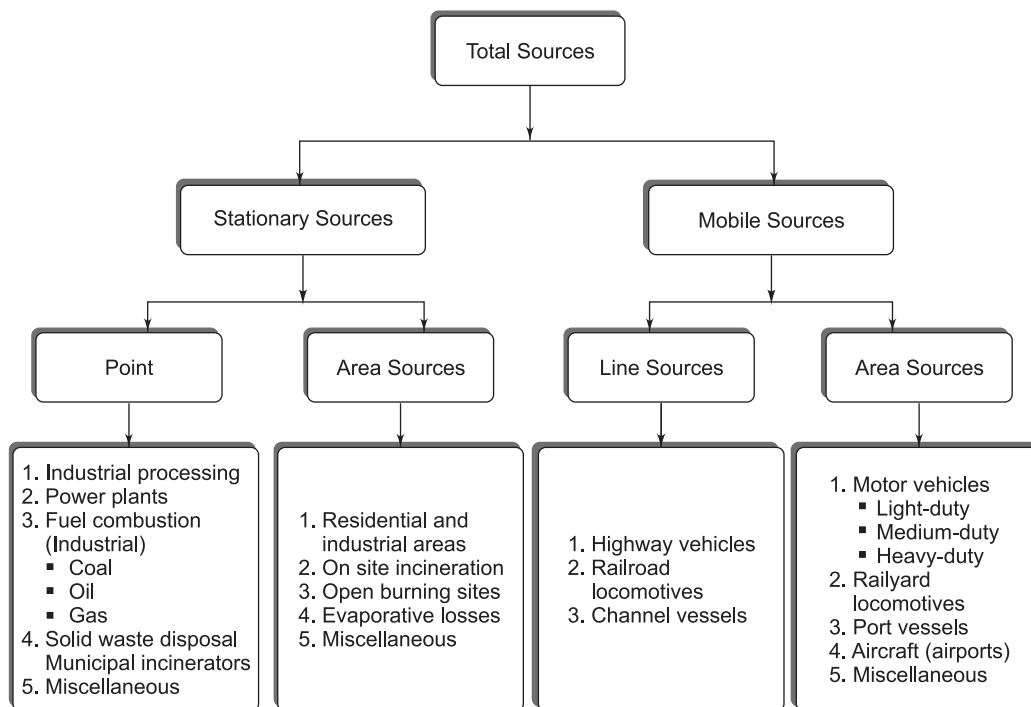 Total Sources
Stationary Sources
Mobile Sources
Point
Area Sources
Line Sources
Area Sources
1. Industrial processing
2. Power plants
3. Fuel combustion
(Industrial)
▪ Coal
▪ Oil
▪ Gas
4. Solid waste disposal
Municipal incinerators
5. Miscellaneous
1. Residential and
industrial areas
2. On site incineration
3. Open burning sites
4. Evaporative losses
5. Miscellaneous
1. Highway vehicles
2. Railroad
locomotives
3. Channel vessels
1. Motor vehicles
▪ Light-duty
▪ Medium-duty
▪ Heavy-duty
2. Railyard
locomotives
3. Port vessels
4. Aircraft (airports)
5. Miscellaneous